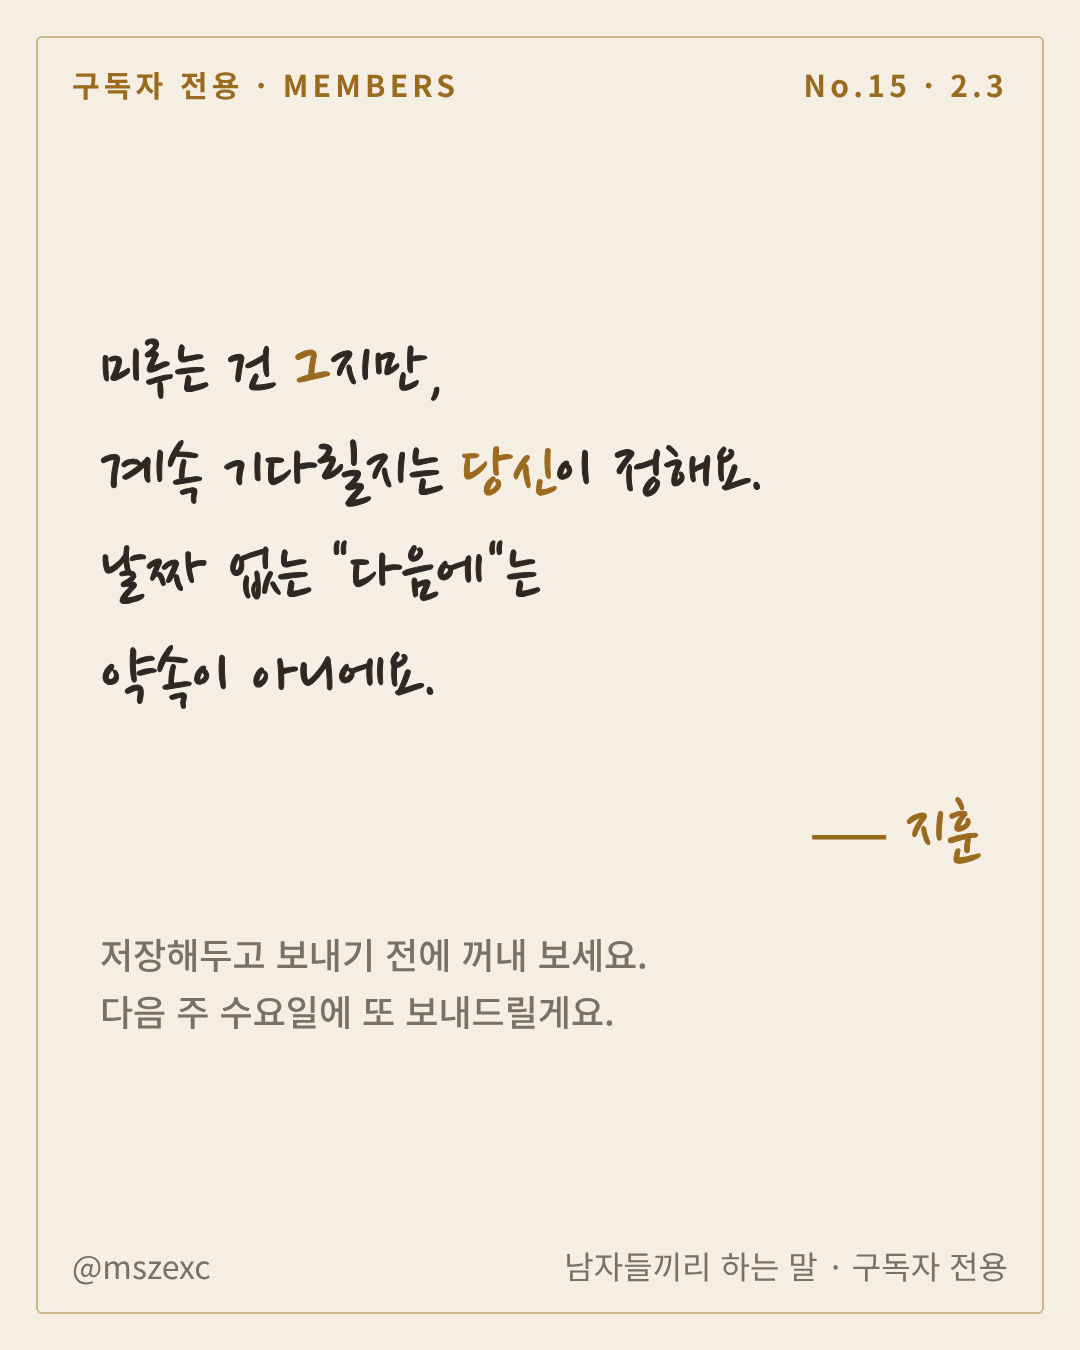 구독자 전용 · MEMBERS
No.15 · 2.3
미루는 건 그지만,
계속 기다릴지는 당신이 정해요.
날짜 없는 "다음에"는
약속이 아니에요.
— 지훈
저장해두고 보내기 전에 꺼내 보세요.
다음 주 수요일에 또 보내드릴게요.
@mszexc
남자들끼리 하는 말 · 구독자 전용